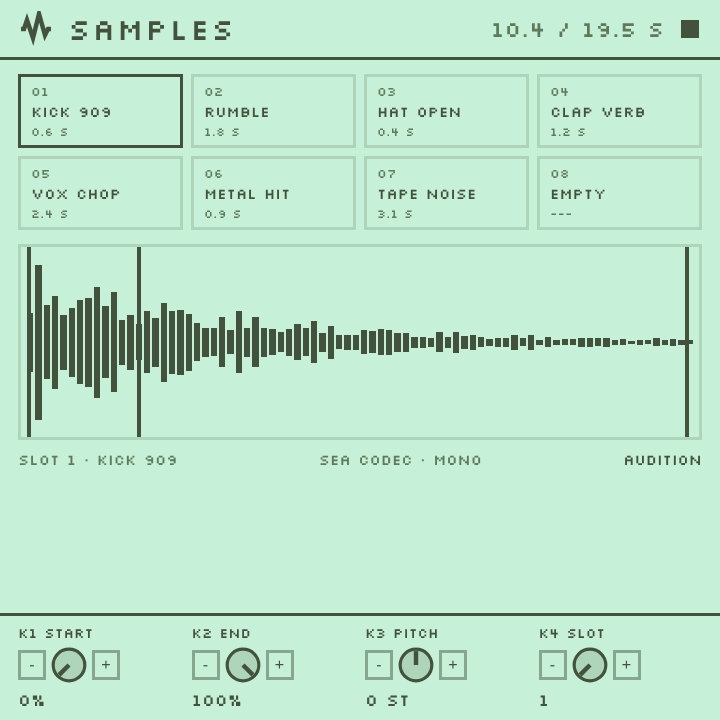 SAMPLES
10.4 / 19.5 S
01
KICK 909
0.6 S
02
RUMBLE
1.8 S
03
HAT OPEN
0.4 S
04
CLAP VERB
1.2 S
05
VOX CHOP
2.4 S
06
METAL HIT
0.9 S
07
TAPE NOISE
3.1 S
08
EMPTY
---
SLOT 1 · KICK 909
SEA CODEC · MONO
AUDITION
K1 START
- +
0%
K2 END
- +
100%
K3 PITCH
- +
0 ST
K4 SLOT
- +
1